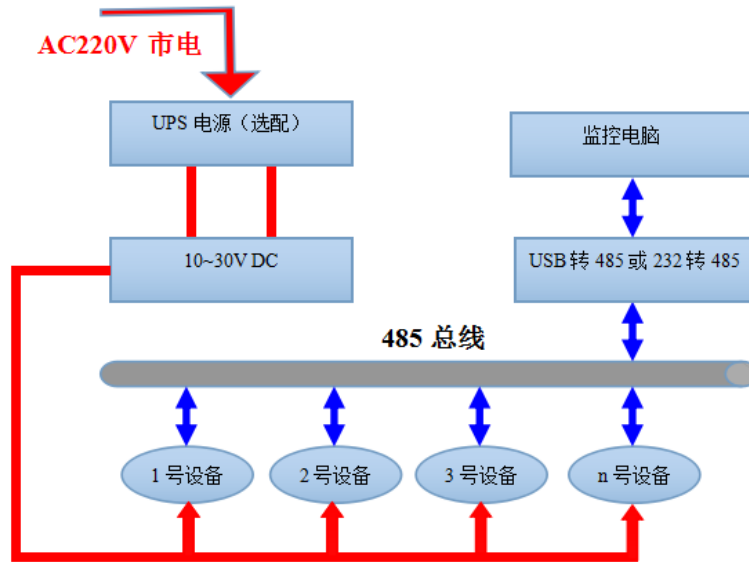 AC220V 市电
UPS 电源（选配）
监控电脑
10~30V DC
USB 转 485 或 232 转 485
485 总线
1 号设备
2 号设备
3 号设备
n 号设备